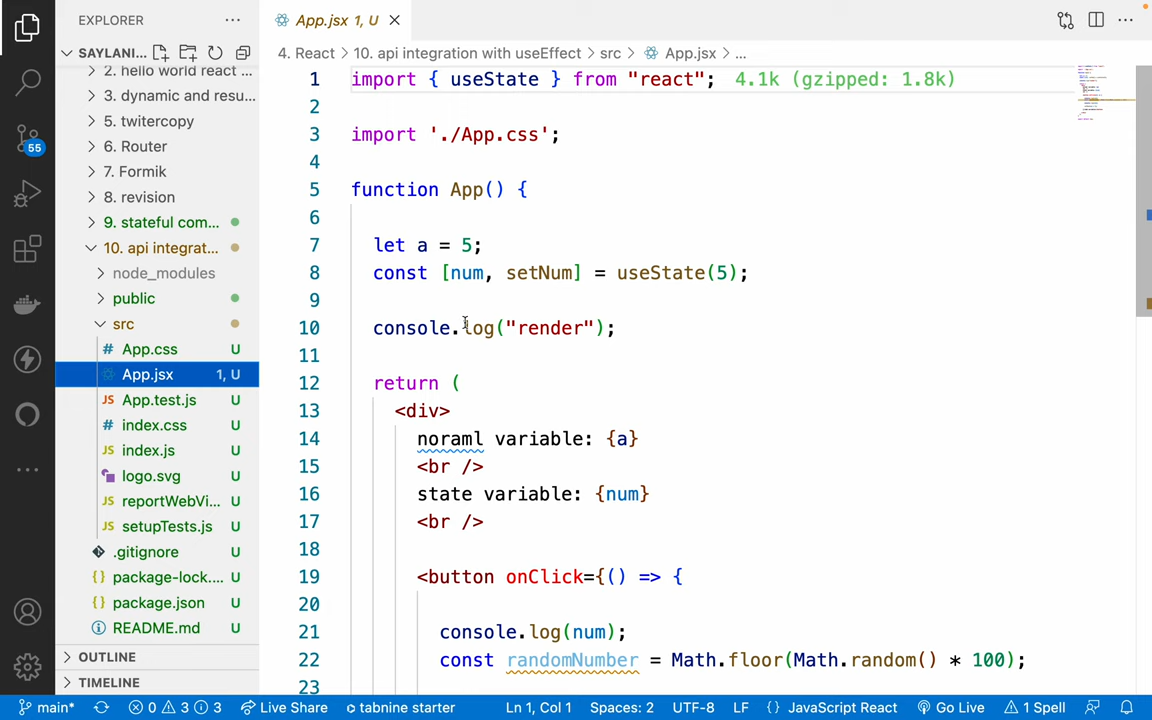 EXPLORER
SAYLANI...
2. hello world react ...
3. dynamic and resu...
5. twitercopy
6. Router
7. Formik
8. revision
9. stateful com...
10. api integrat...
node_modules
public
src
# App.css U
App.jsx 1, U
JS App.test.js U
# index.css U
JS index.js U
logo.svg U
JS reportWebVi... U
JS setupTests.js U
.gitignore U
{} package-lock.... U
{} package.json U
README.md U
OUTLINE
TIMELINE
55
App.jsx 1, U
4. React > 10. api integration with useEffect > src > App.jsx > ...
1 import { useState } from "react"; 4.1k (gzipped: 1.8k)
2
3 import './App.css';
4
5 function App() {
6
7 let a = 5;
8 const [num, setNum] = useState(5);
9
10 console.log("render");
11
12 return (
13 <div>
14 noraml variable: {a}
15 <br />
16 state variable: {num}
17 <br />
18
19 <button onClick={() => {
20
21 console.log(num);
22 const randomNumber = Math.floor(Math.random() * 100);
23
main* 0 3 3 Live Share tabnine starter Ln 1, Col 1 Spaces: 2 UTF-8 LF {} JavaScript React Go Live 1 Spell